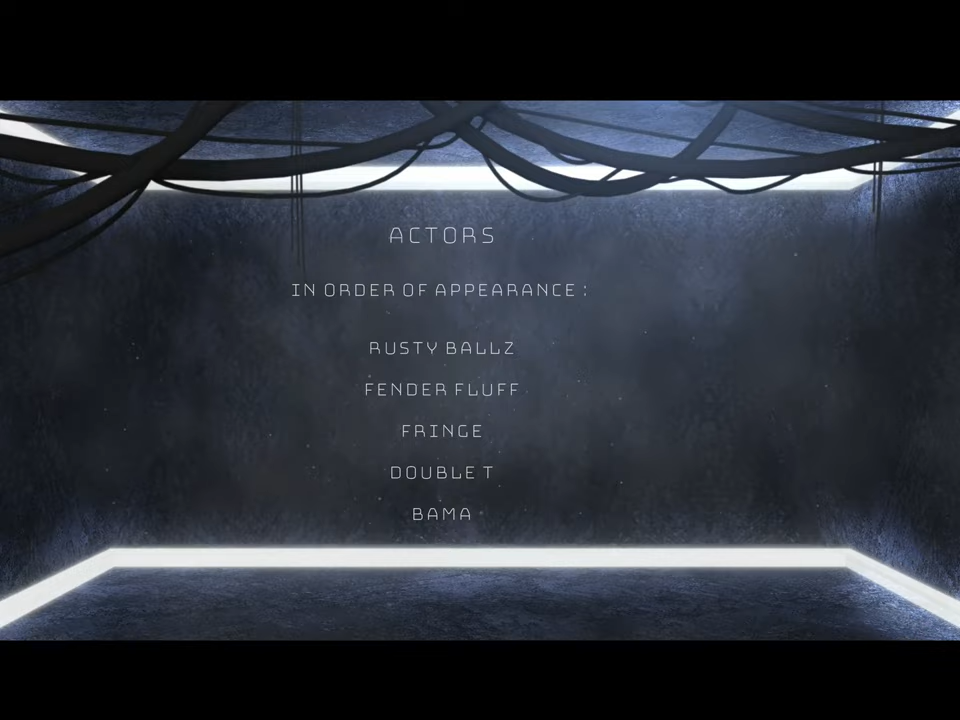 ACTORS
IN ORDER OF APPEARANCE :
RUSTY BALLZ
FENDER FLUFF
FRINGE
DOUBLE T
BAMA